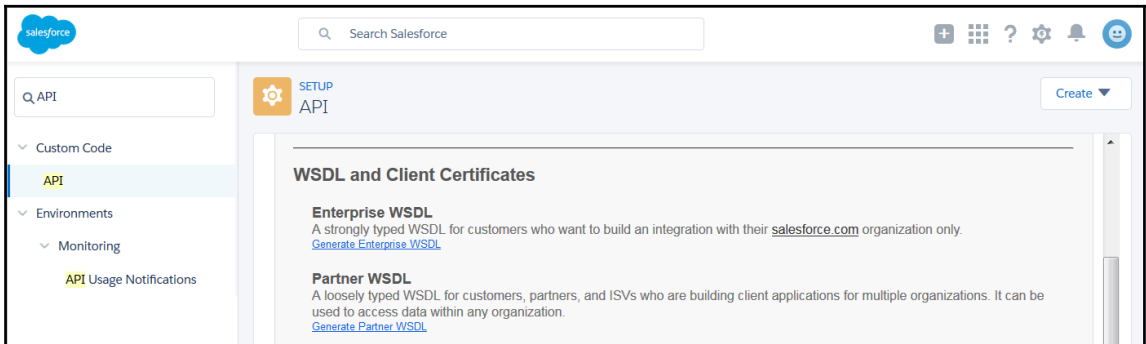 salesforce
Search Salesforce
API
SETUP
API
Create
Custom Code
API
Environments
Monitoring
API Usage Notifications
WSDL and Client Certificates
Enterprise WSDL
A strongly typed WSDL for customers who want to build an integration with their salesforce.com organization only.
Generate Enterprise WSDL
Partner WSDL
A loosely typed WSDL for customers, partners, and ISVs who are building client applications for multiple organizations. It can be
used to access data within any organization.
Generate Partner WSDL